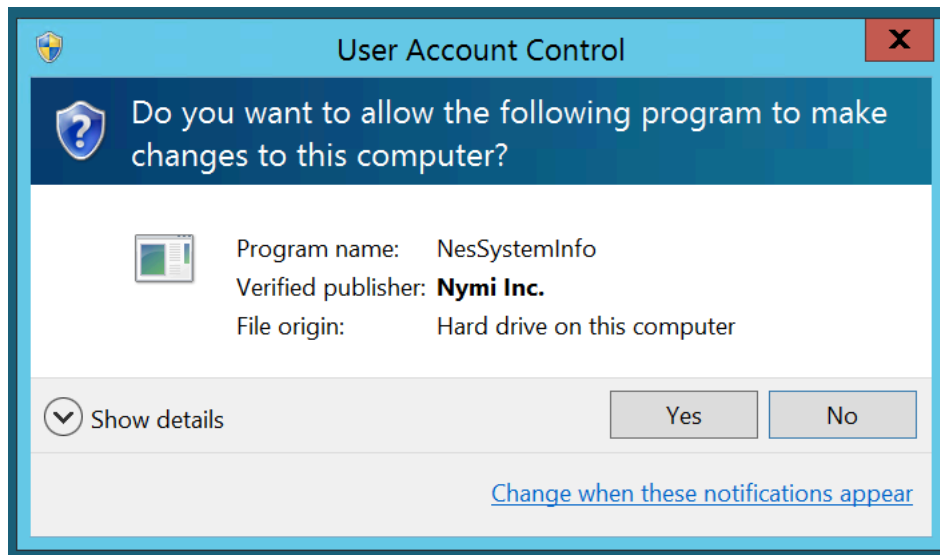 User Account Control
X
Do you want to allow the following program to make
changes to this computer?
Program name: NesSystemInfo
Verified publisher: Nymi Inc.
File origin: Hard drive on this computer
Show details
Yes
No
Change when these notifications appear